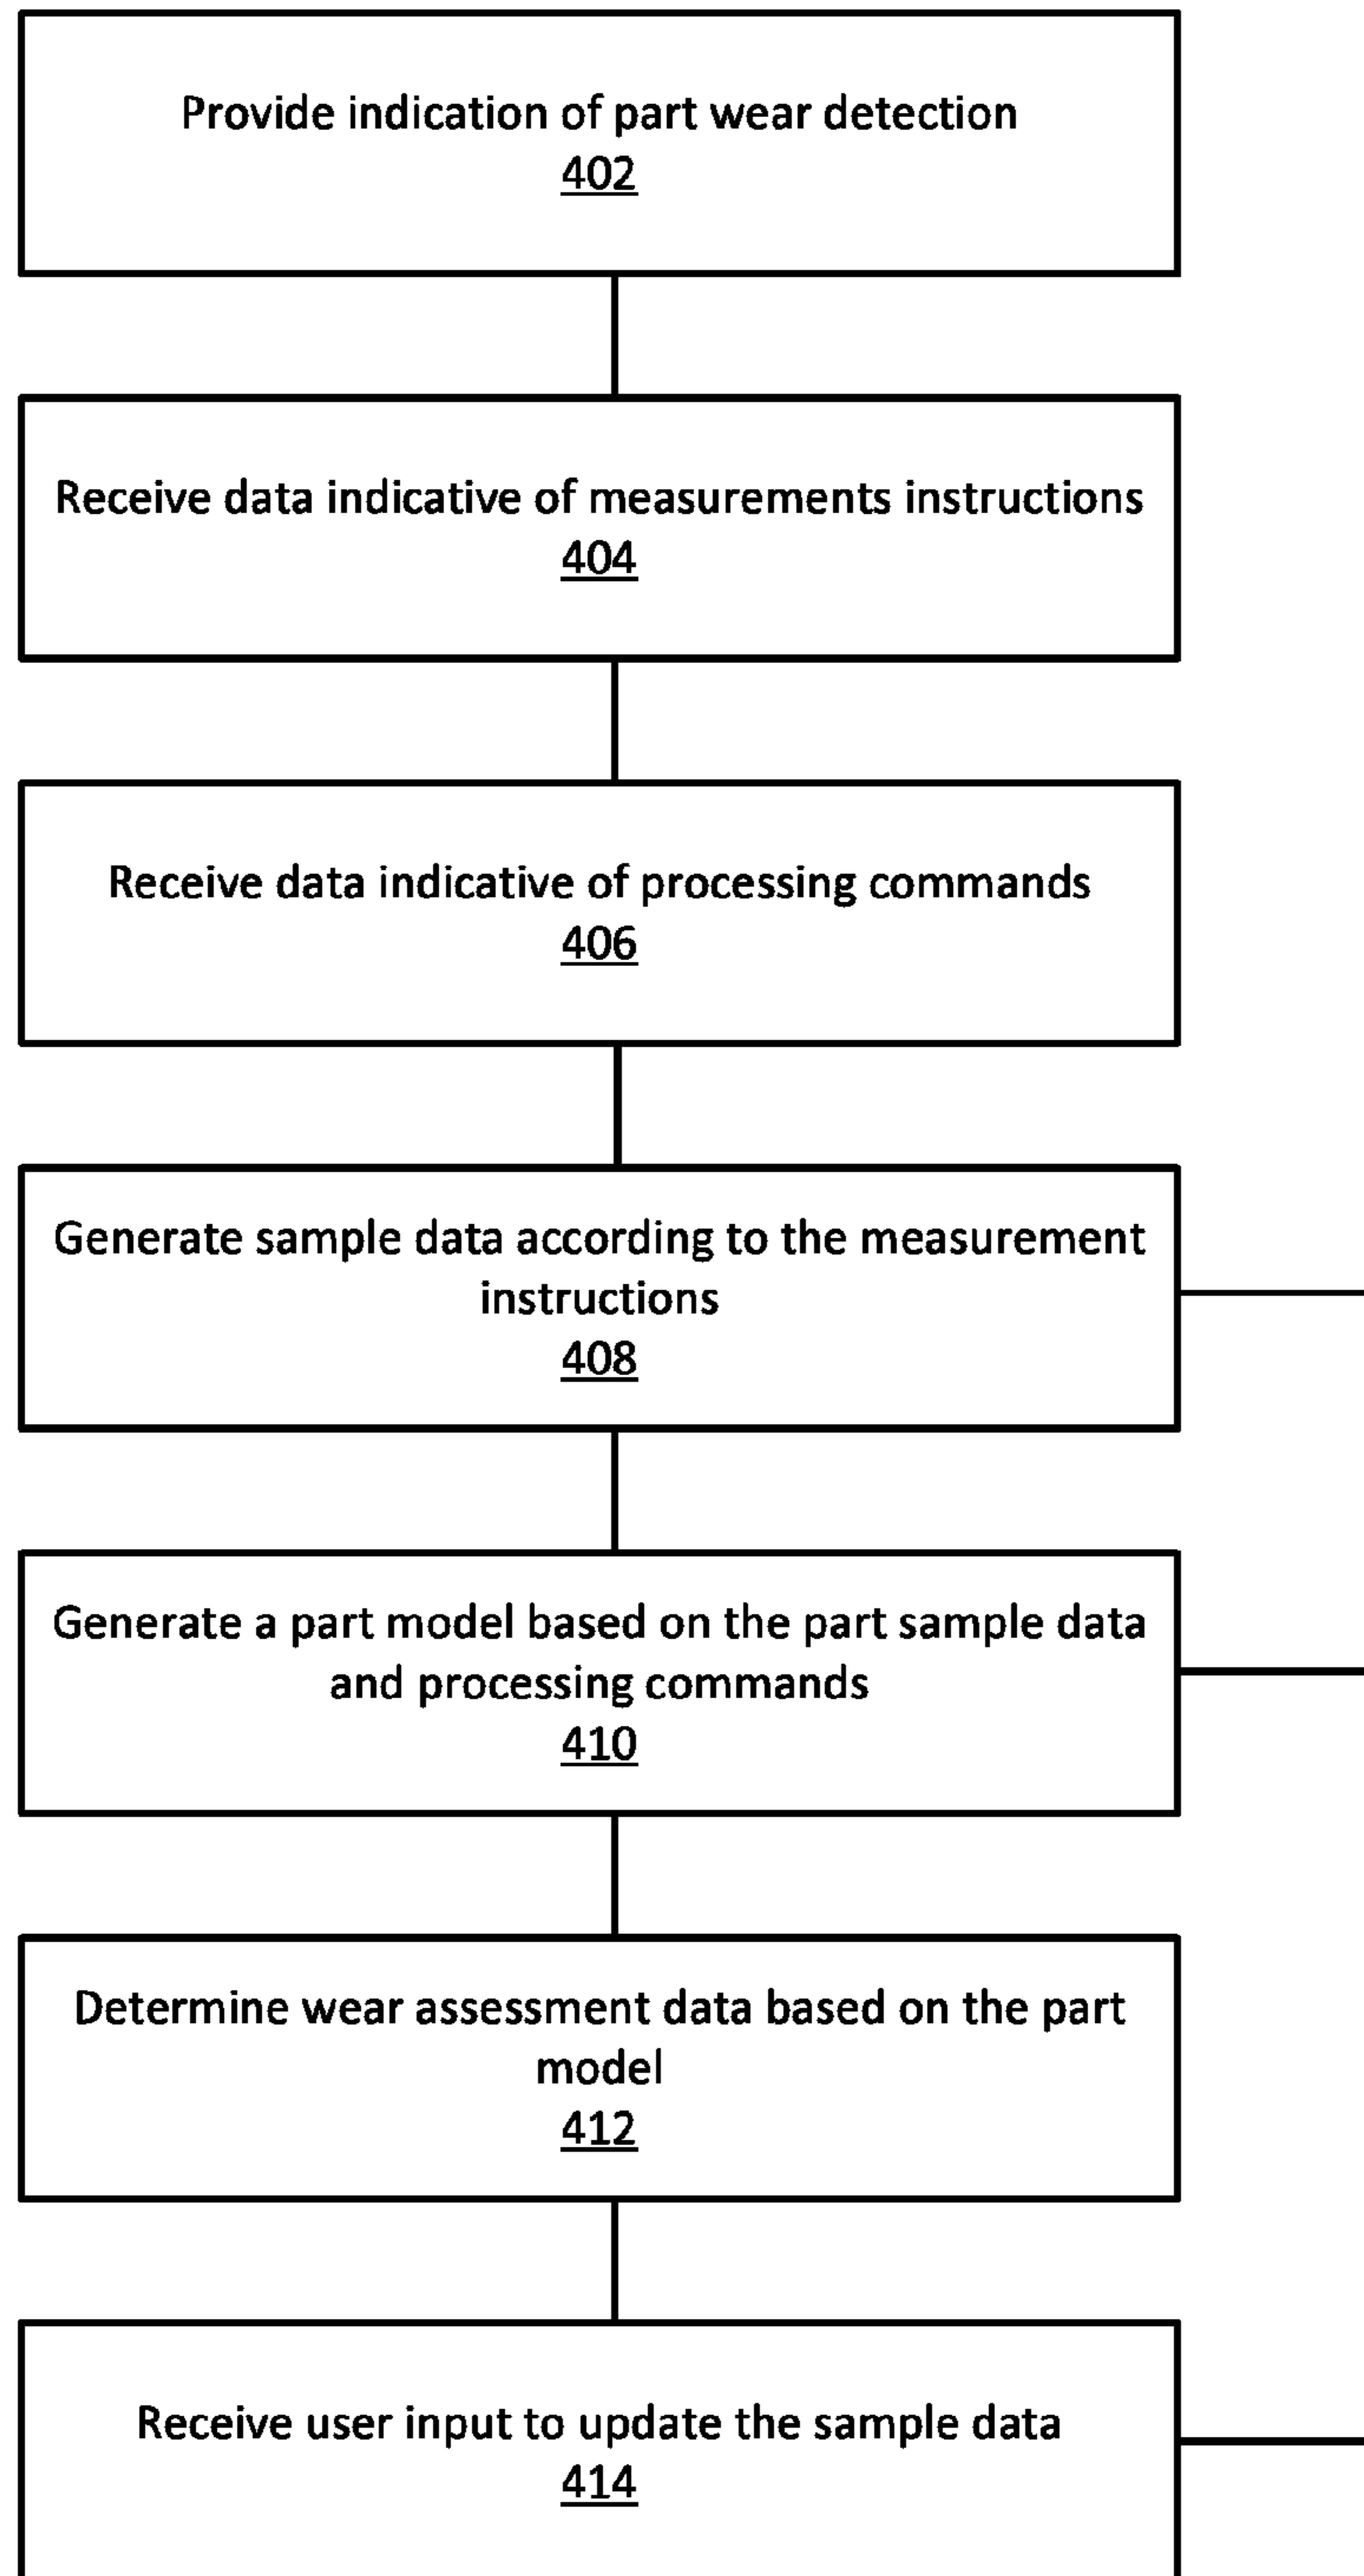 Provide indication of part wear detection
402
Receive data indicative of measurements instructions
404
Receive data indicative of processing commands
406
Generate sample data according to the measurement
instructions
408
Generate a part model based on the part sample data
and processing commands
410
Determine wear assessment data based on the part
model
412
Receive user input to update the sample data
414